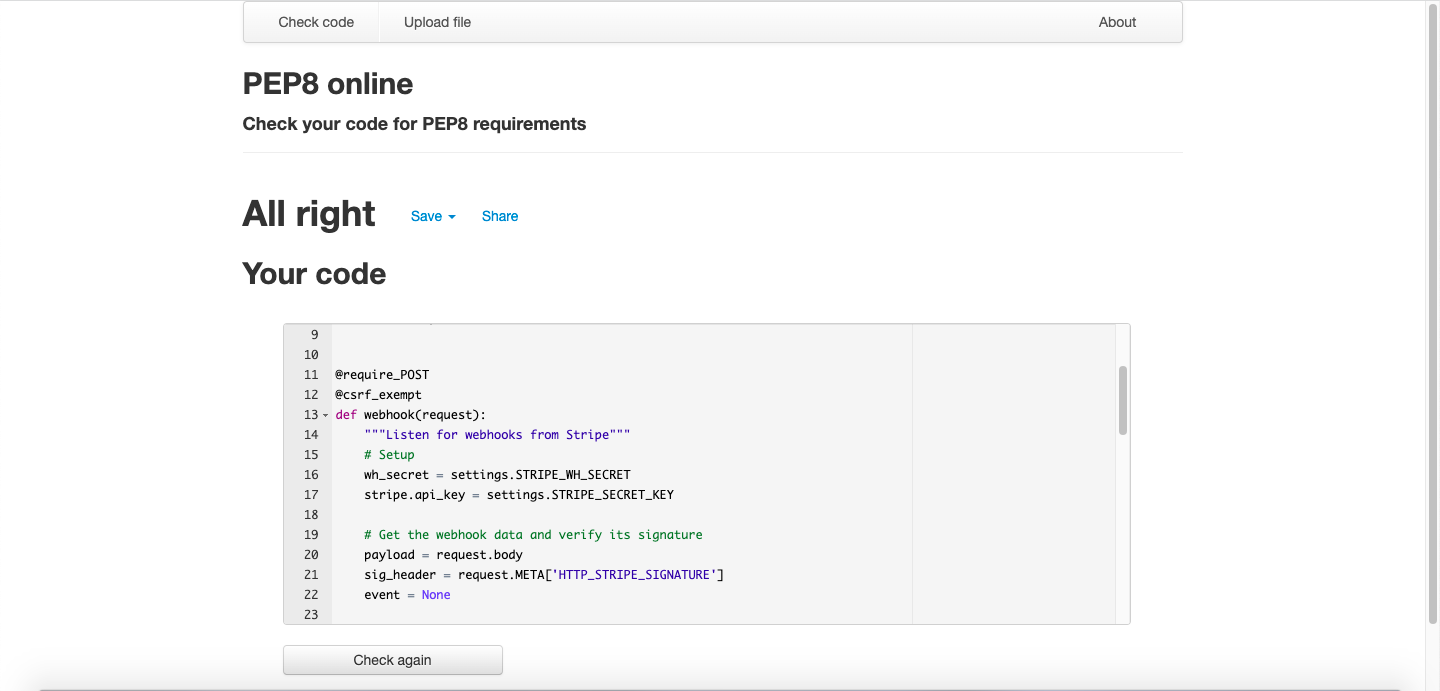 Check code Upload file About
PEP8 online
Check your code for PEP8 requirements
All right Save Share
Your code
9
10
11 @require_POST
12 @csrf_exempt
13 def webhook(request):
14     """Listen for webhooks from Stripe"""
15     # Setup
16     wh_secret = settings.STRIPE_WH_SECRET
17     stripe.api_key = settings.STRIPE_SECRET_KEY
18
19     # Get the webhook data and verify its signature
20     payload = request.body
21     sig_header = request.META['HTTP_STRIPE_SIGNATURE']
22     event = None
23
Check again